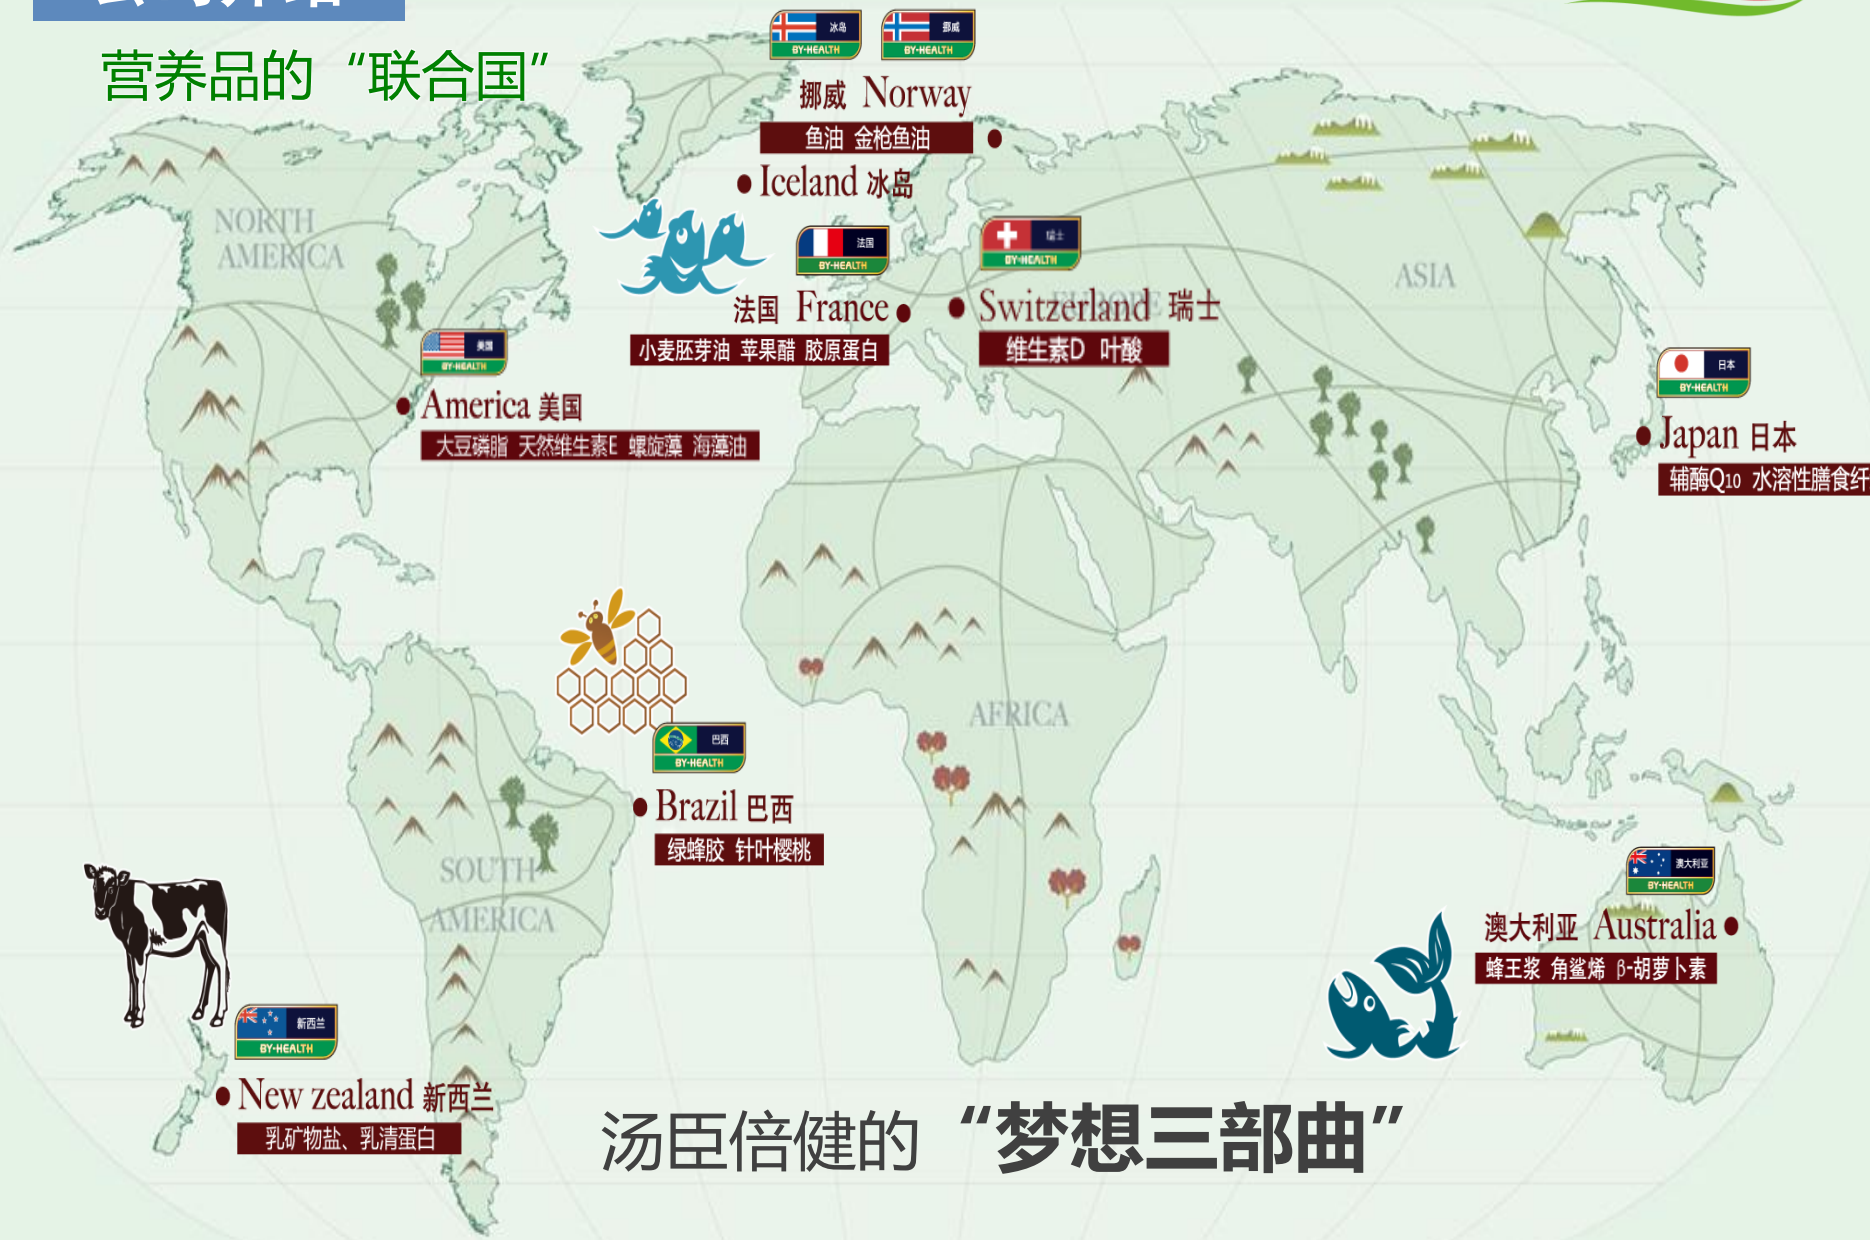 营养品的“联合国”
冰岛
BY-HEALTH
挪威
BY-HEALTH
挪威 Norway
鱼油 金枪鱼油
Iceland 冰岛
NORTH
AMERICA
法国
BY-HEALTH
瑞士
BY-HEALTH
ASIA
法国 France
EUROPE
Switzerland 瑞士
小麦胚芽油 苹果醋 胶原蛋白
维生素D 叶酸
美国
BY-HEALTH
America 美国
大豆磷脂 天然维生素E 螺旋藻 海藻油
日本
BY-HEALTH
Japan 日本
辅酶Q10 水溶性膳食纤
AFRICA
巴西
BY-HEALTH
Brazil 巴西
绿蜂胶 针叶樱桃
SOUTH
AMERICA
澳大利亚
BY-HEALTH
澳大利亚 Australia
蜂王浆 角鲨烯 β-胡萝卜素
新西兰
BY-HEALTH
New zealand 新西兰
乳矿物盐、乳清蛋白
汤臣倍健的“梦想三部曲”